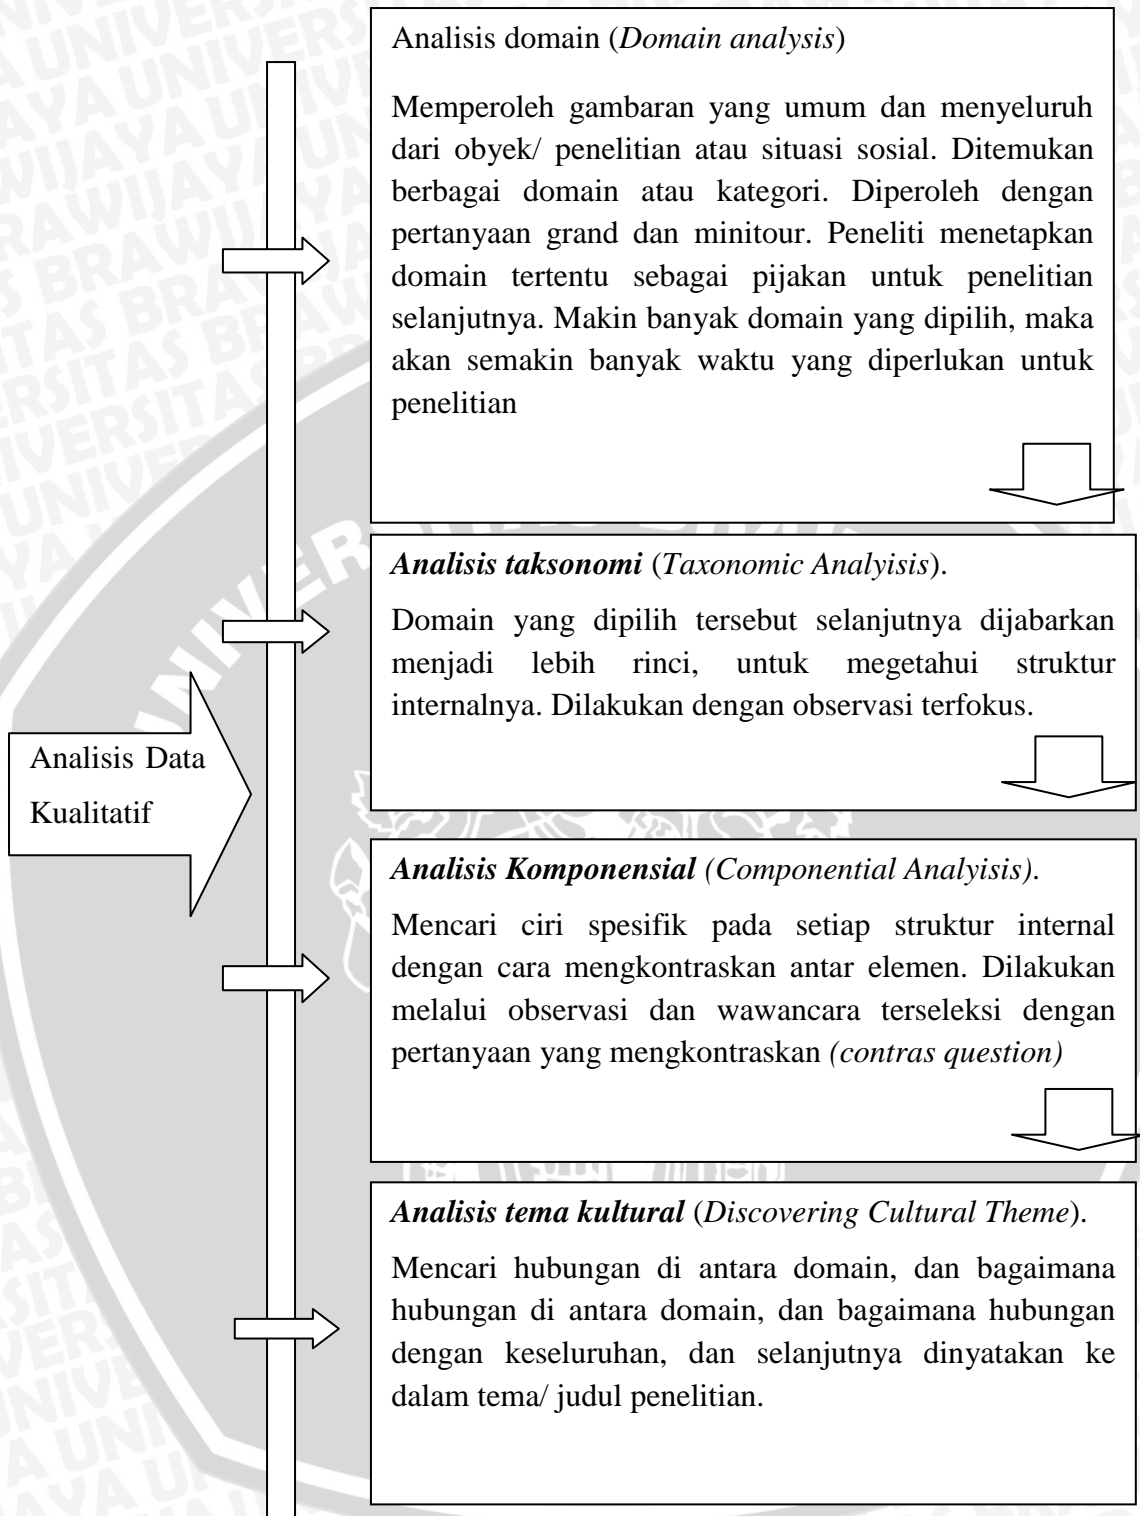 Analisis domain (Domain analysis)
Memperoleh gambaran yang umum dan menyeluruh
dari obyek/ penelitian atau situasi sosial. Ditemukan
berbagai domain atau kategori. Diperoleh dengan
pertanyaan grand dan minitour. Peneliti menetapkan
domain tertentu sebagai pijakan untuk penelitian
selanjutnya. Makin banyak domain yang dipilih, maka
akan semakin banyak waktu yang diperlukan untuk
penelitian
Analisis taksonomi (Taxonomic Analyisis).
Domain yang dipilih tersebut selanjutnya dijabarkan
menjadi lebih rinci, untuk megetahui struktur
internalnya. Dilakukan dengan observasi terfokus.
Analisis Data
Kualitatif
Analisis Komponensial (Componential Analyisis).
Mencari ciri spesifik pada setiap struktur internal
dengan cara mengkontraskan antar elemen. Dilakukan
melalui observasi dan wawancara terseleksi dengan
pertanyaan yang mengkontraskan (contras question)
Analisis tema kultural (Discovering Cultural Theme).
Mencari hubungan di antara domain, dan bagaimana
hubungan di antara domain, dan bagaimana hubungan
dengan keseluruhan, dan selanjutnya dinyatakan ke
dalam tema/ judul penelitian.